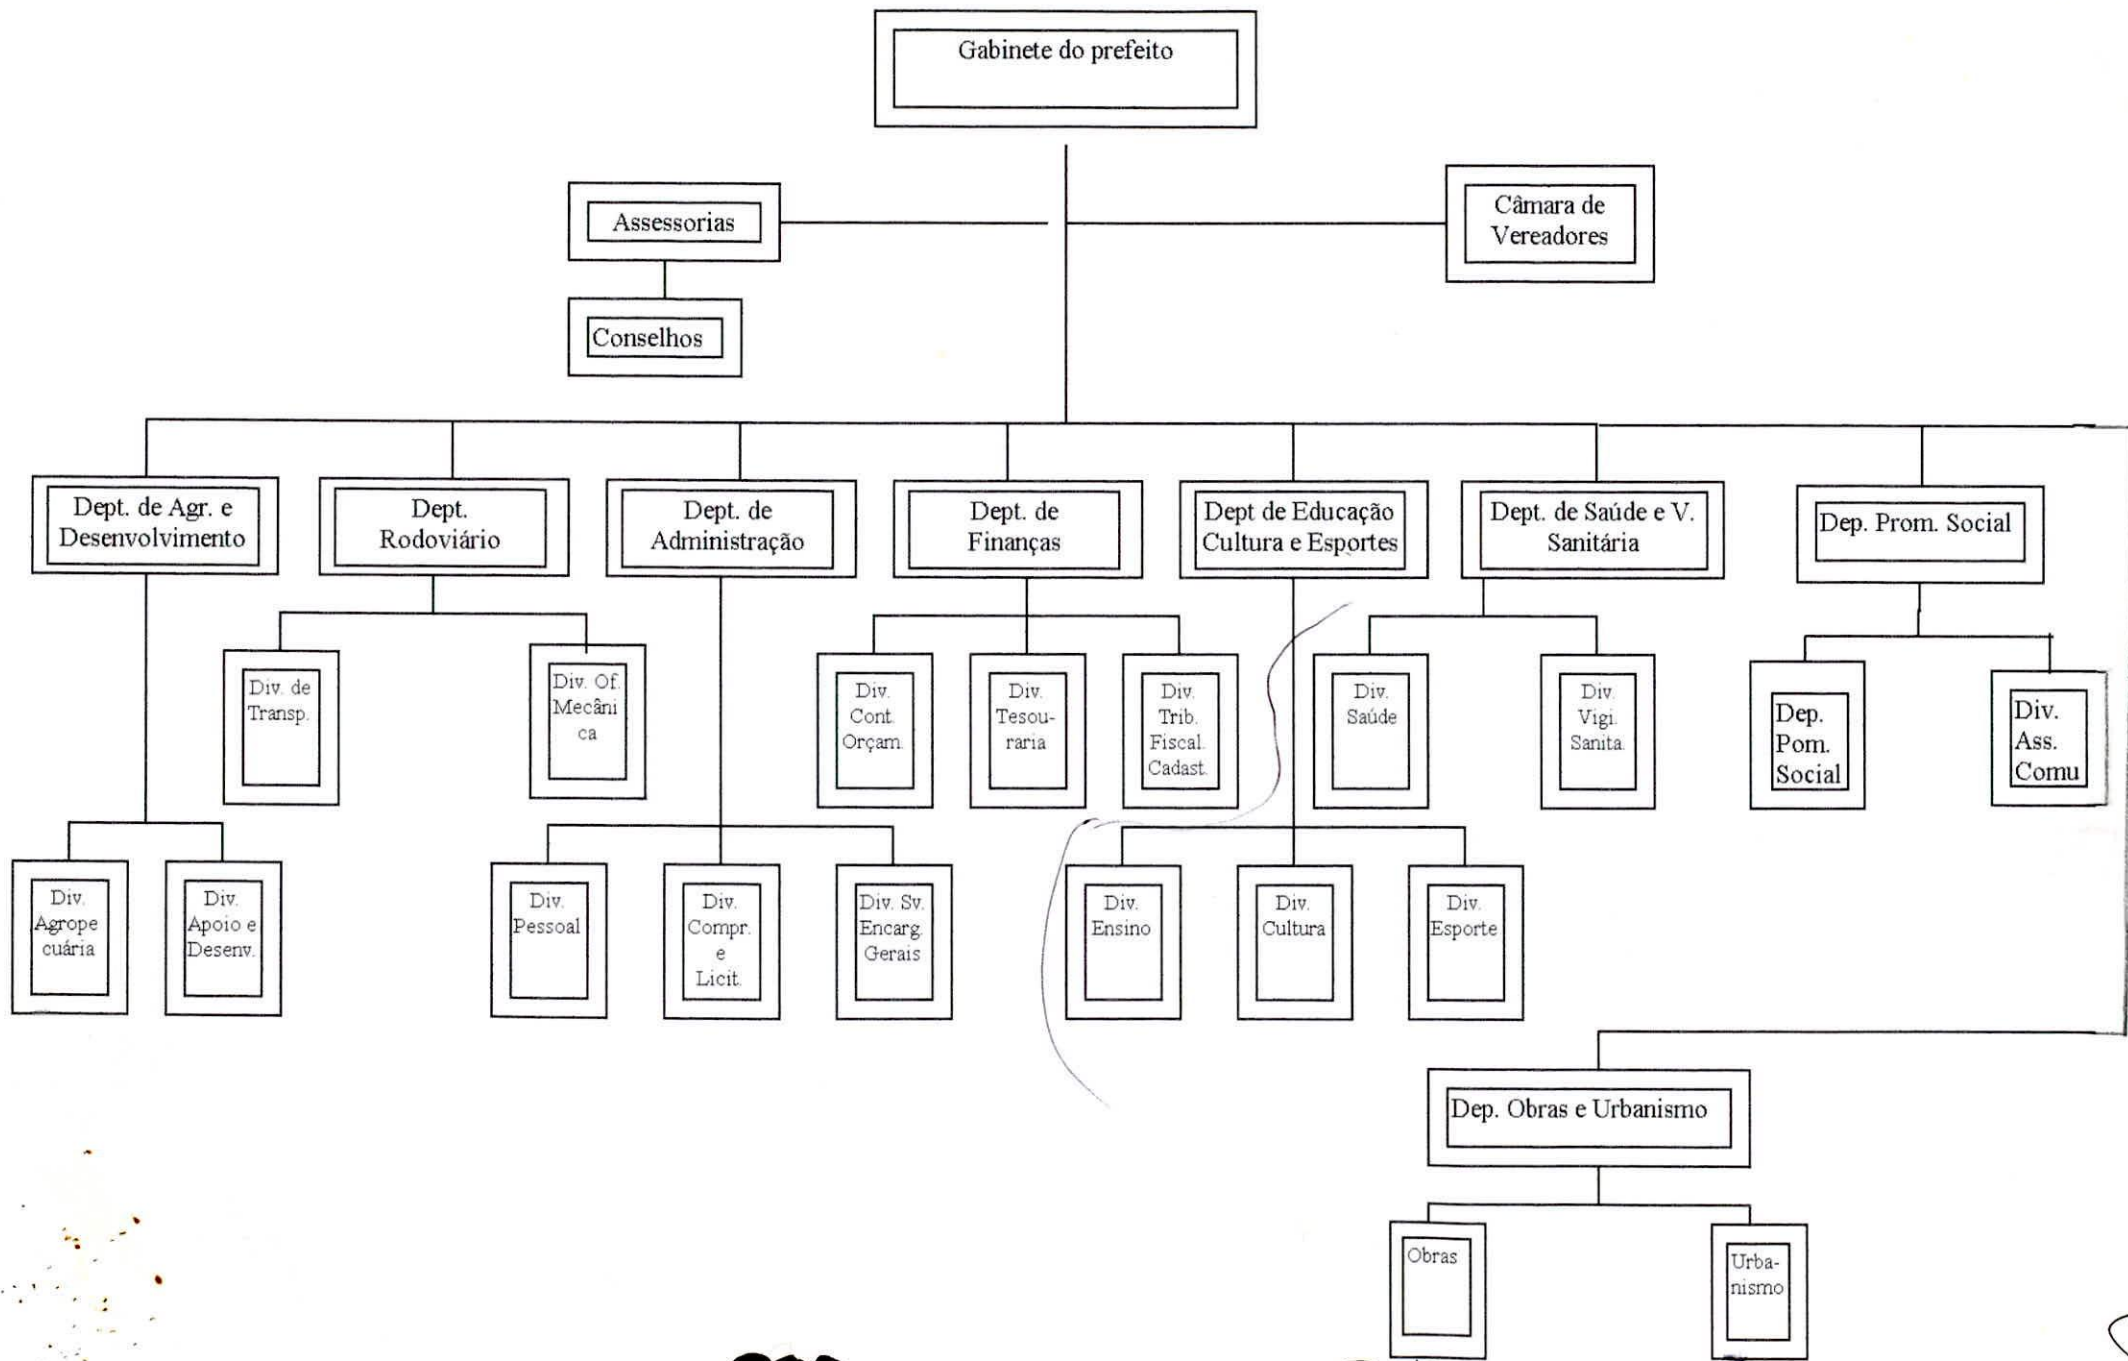 Gabinete do prefeito
Assessorias
Câmara de
Vereadores
Conselhos
Dept. de Agr. e
Desenvolvimento
Dept.
Rodoviário
Dept. de
Administração
Dept. de
Finanças
Dept de Educação
Cultura e Esportes
Dept. de Saúde e V.
Sanitária
Dep. Prom. Social
Div. de
Transp.
Div. Of.
Mecâni
ca
Div.
Cont.
Orçam.
Div.
Tesou-
raria
Div.
Trib.
Fiscal.
Cadast.
Div.
Saúde
Div.
Vigi.
Sanita.
Dep.
Pom.
Social
Div.
Ass.
Comu
Div.
Agrope
cuária
Div.
Apoio e
Desenv.
Div.
Pessoal
Div.
Compr.
e
Licit.
Div. Sv.
Encarg.
Gerais
Div.
Ensino
Div.
Cultura
Div.
Esporte
Dep. Obras e Urbanismo
Obras
Urba-
nismo